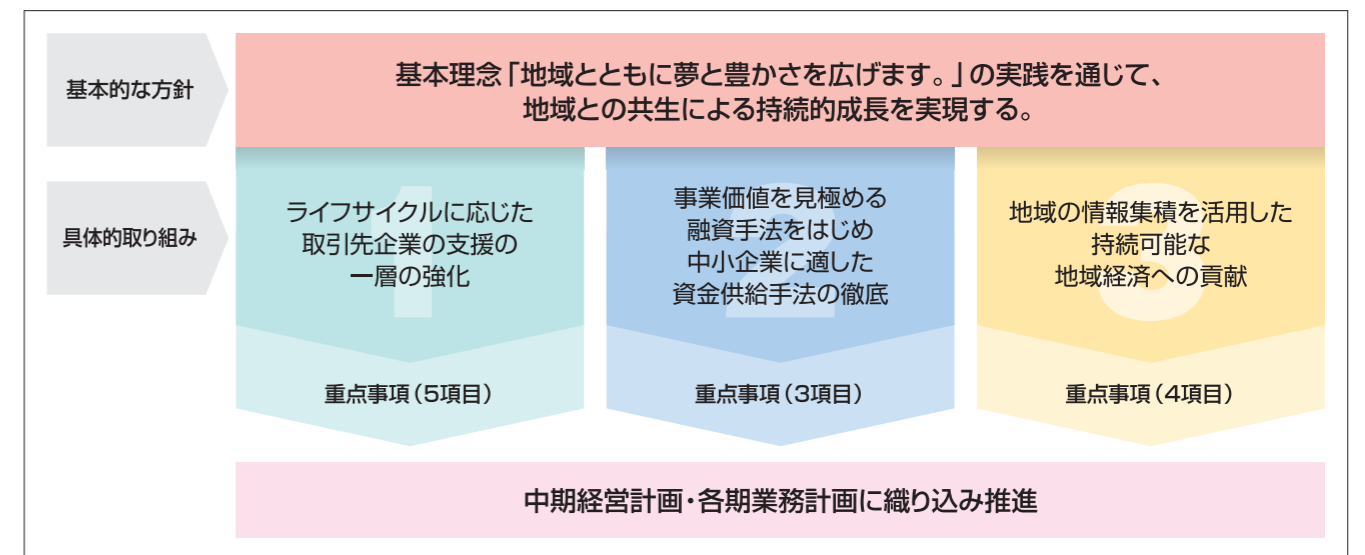 基本的な方針
基本理念「地域とともに夢と豊かさを広げます。」の実践を通じて、
地域との共生による持続的成長を実現する。
具体的取り組み
1
ライフサイクルに応じた
取引先企業の支援の
一層の強化
重点事項(5項目)
2
事業価値を見極める
融資手法をはじめ
中小企業に適した
資金供給手法の徹底
重点事項(3項目)
3
地域の情報集積を活用した
持続可能な
地域経済への貢献
重点事項(4項目)
中期経営計画・各期業務計画に織り込み推進